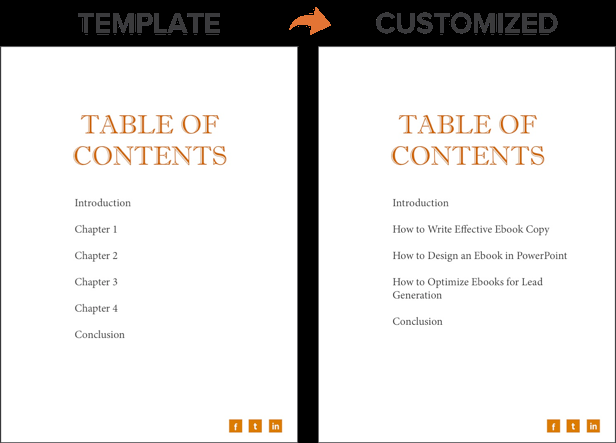 TEMPLATE
CUSTOMIZED
TABLE OF
CONTENTS
Introduction
Chapter 1
Chapter 2
Chapter 3
Chapter 4
Conclusion
f t in
TABLE OF
CONTENTS
Introduction
How to Write Effective Ebook Copy
How to Design an Ebook in PowerPoint
How to Optimize Ebooks for Lead
Generation
Conclusion
f t in